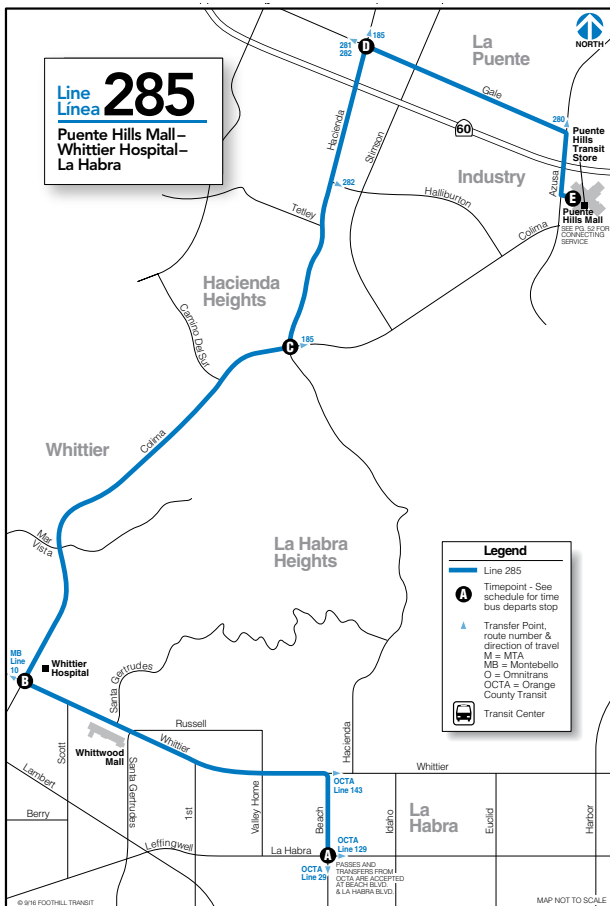 185
281
282
D
La
Puente
NORTH
Line
Línea
285
Puente Hills Mall–
Whittier Hospital–
La Habra
Gale
280
Hacienda
Stimson
60
Puente
Hills
Transit
Store
Industry
Azusa
282
Halliburton
E
Puente
Hills Mall
SEE PG. 52 FOR
CONNECTING
SERVICE
Tetley
Colima
Hacienda
Heights
Camino Del Sur
C
185
Whittier
Colima
Mar
Vista
La Habra
Heights
Legend
Line 285
A
Timepoint - See
schedule for time
bus departs stop
Transfer Point,
route number &
direction of travel
M = MTA
MB = Montebello
O = Omnitrans
OCTA = Orange
County Transit
Transit Center
MB
Line
10
B
Whittier
Hospital
Santa Gertrudes
Russell
Whittier
Whittwood
Mall
Scott
Hacienda
Whittier
OCTA
Line 143
Lambert
Berry
Santa Gertrudes
1st
Valley Home
Beach
Idaho
La
Habra
Euclid
Harbor
Leffingwell
La Habra
A
OCTA
Line 129
OCTA
Line 29
PASSES AND
TRANSFERS FROM
OCTA ARE ACCEPTED
AT BEACH BLVD.
& LA HABRA BLVD.
© 9/16 FOOTHILL TRANSIT
MAP NOT TO SCALE